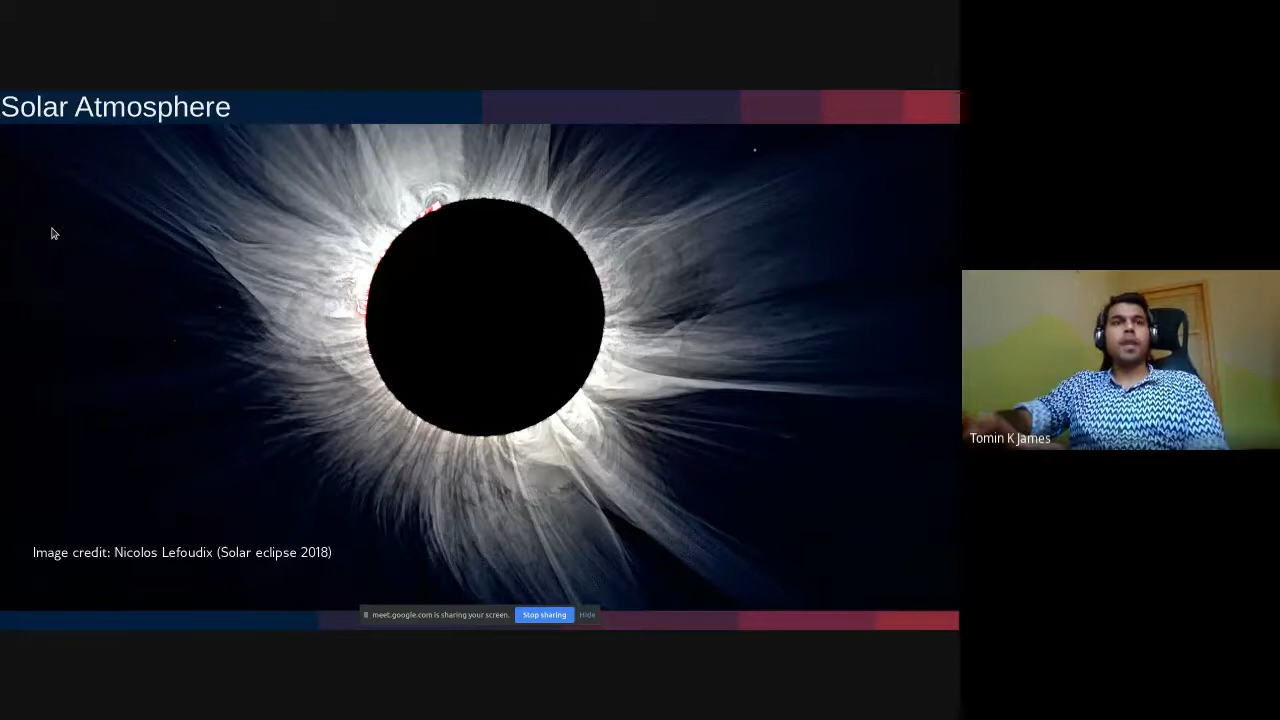 Solar Atmosphere
Tomin K James
Image credit: Nicolos Lefoudix (Solar eclipse 2018)
meet.google.com is sharing your screen.
Stop sharing
Hide